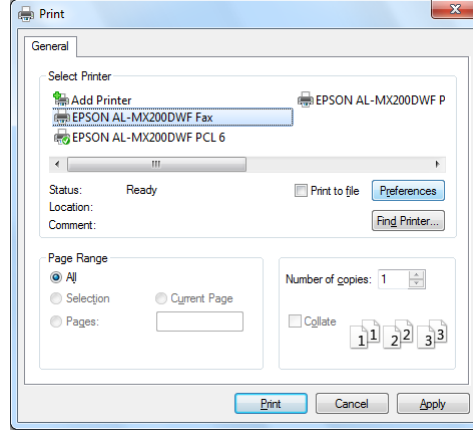 Print
General
Select Printer
Add Printer
EPSON AL-MX200DWF P
EPSON AL-MX200DWF Fax
EPSON AL-MX200DWF PCL 6
Status: Ready
Print to file
Preferences
Location:
Comment:
Find Printer...
Page Range
All
Selection
Current Page
Pages:
Number of copies: 1
Collate
1 1 2 2 3 3
Print
Cancel
Apply